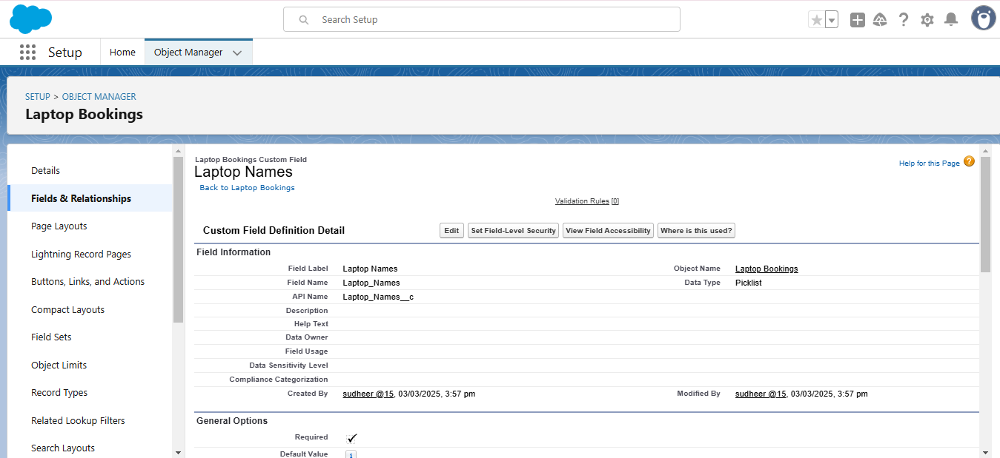 Search Setup
Setup
Home
Object Manager
SETUP > OBJECT MANAGER
Laptop Bookings
Details
Fields & Relationships
Page Layouts
Lightning Record Pages
Buttons, Links, and Actions
Compact Layouts
Field Sets
Object Limits
Record Types
Related Lookup Filters
Search Layouts
Laptop Bookings Custom Field
Laptop Names
Back to Laptop Bookings
Help for this Page ?
Validation Rules [0]
Custom Field Definition Detail Edit Set Field-Level Security View Field Accessibility Where is this used?
Field Information
Field Label Laptop Names Object Name Laptop Bookings
Field Name Laptop_Names Data Type Picklist
API Name Laptop_Names__c
Description
Help Text
Data Owner
Field Usage
Data Sensitivity Level
Compliance Categorization
Created By sudheer @15, 03/03/2025, 3:57 pm Modified By sudheer @15, 03/03/2025, 3:57 pm
General Options
Required
Default Value i